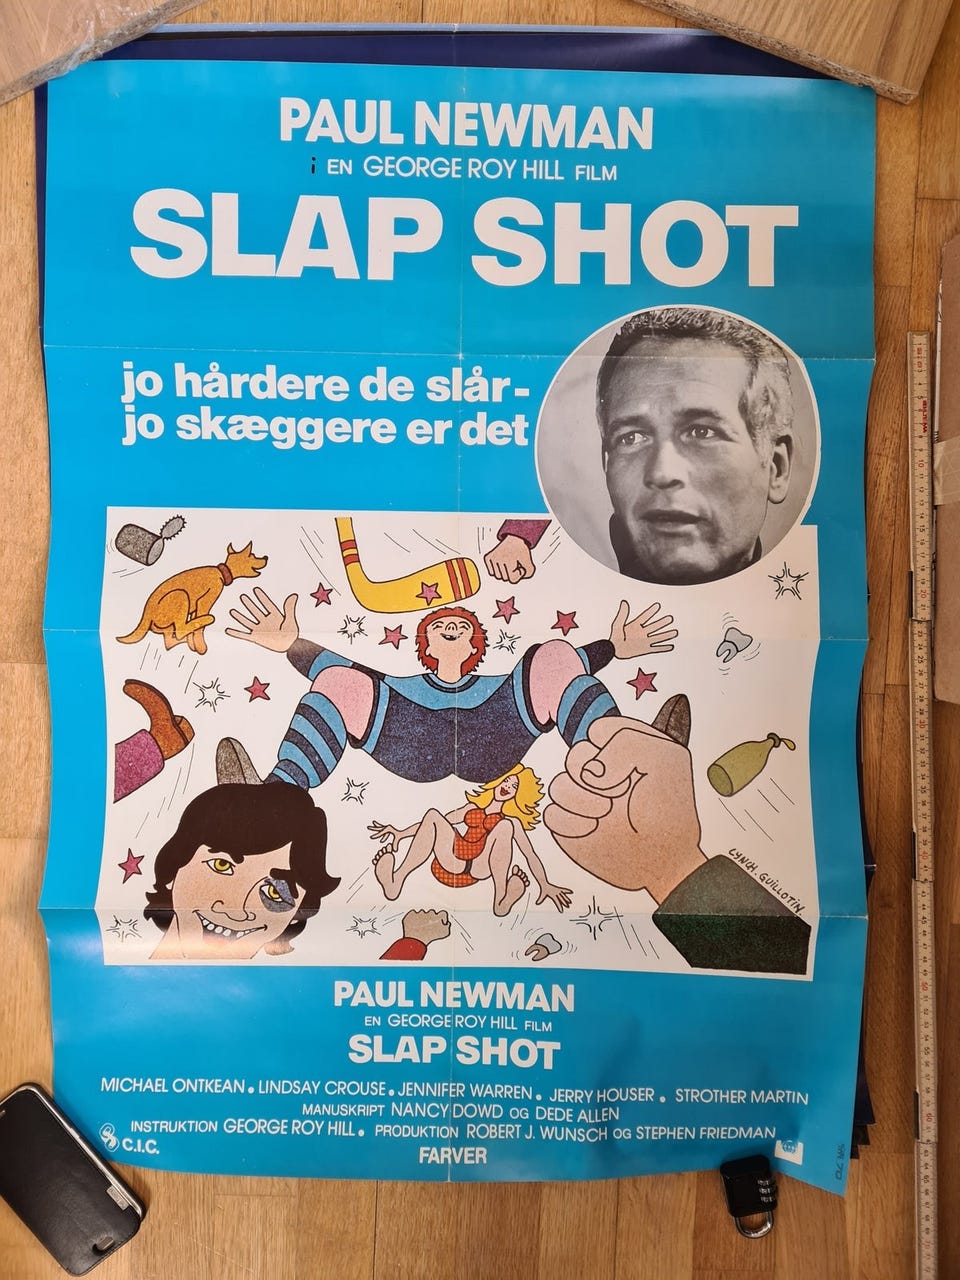 PAUL NEWMAN
i EN GEORGE ROY HILL FILM
SLAP SHOT
jo hårdere de slår-
jo skæggere er det
LYNCH. GUILLOTIN.
PAUL NEWMAN
EN GEORGE ROY HILL FILM
SLAP SHOT
MICHAEL ONTKEAN • LINDSAY CROUSE • JENNIFER WARREN • JERRY HOUSER • STROTHER MARTIN
MANUSKRIPT NANCY DOWD OG DEDE ALLEN
INSTRUKTION GEORGE ROY HILL • PRODUKTION ROBERT J. WUNSCH OG STEPHEN FRIEDMAN
C.I.C.
FARVER